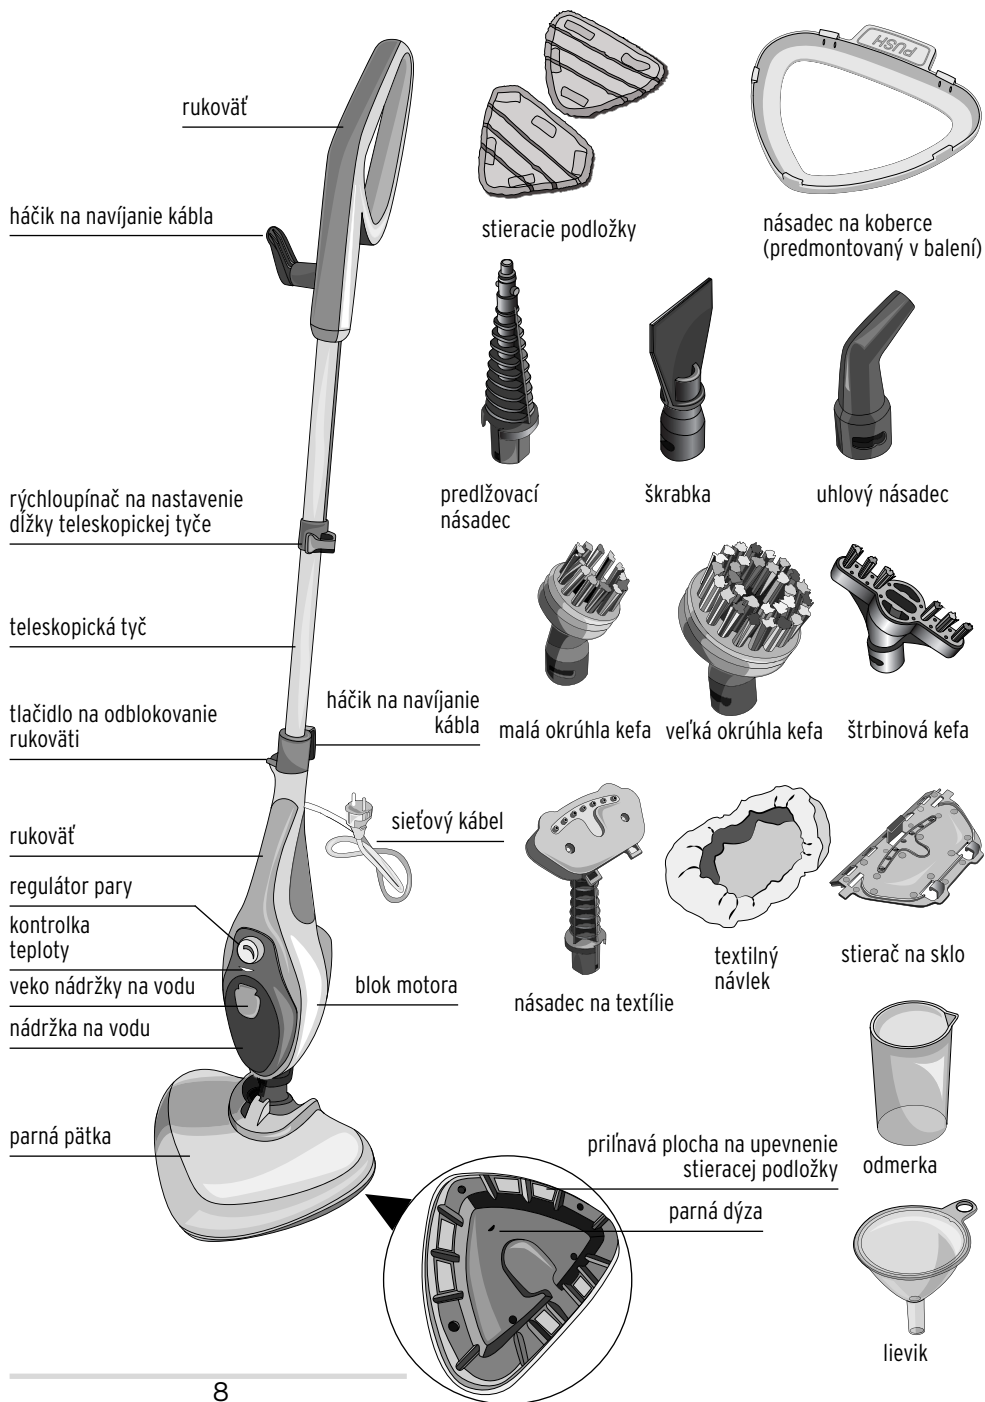 rukoväť
háčik na navíjanie kábla
rýchloupínač na nastavenie
dĺžky teleskopickej tyče
teleskopická tyč
tlačidlo na odblokovanie
rukoväti
háčik na navíjanie
kábla
sieťový kábel
rukoväť
regulátor pary
kontrolka
teploty
veko nádržky na vodu
nádržka na vodu
blok motora
parná pätka
stieracie podložky
PUSH
násadec na koberce
(predmontovaný v balení)
predlžovací
násadec
škrabka
uhlový násadec
malá okrúhla kefa
veľká okrúhla kefa
štrbinová kefa
násadec na textílie
textilný
návlek
stierač na sklo
priľnavá plocha na upevnenie
stieracej podložky
parná dýza
odmerka
lievik
8